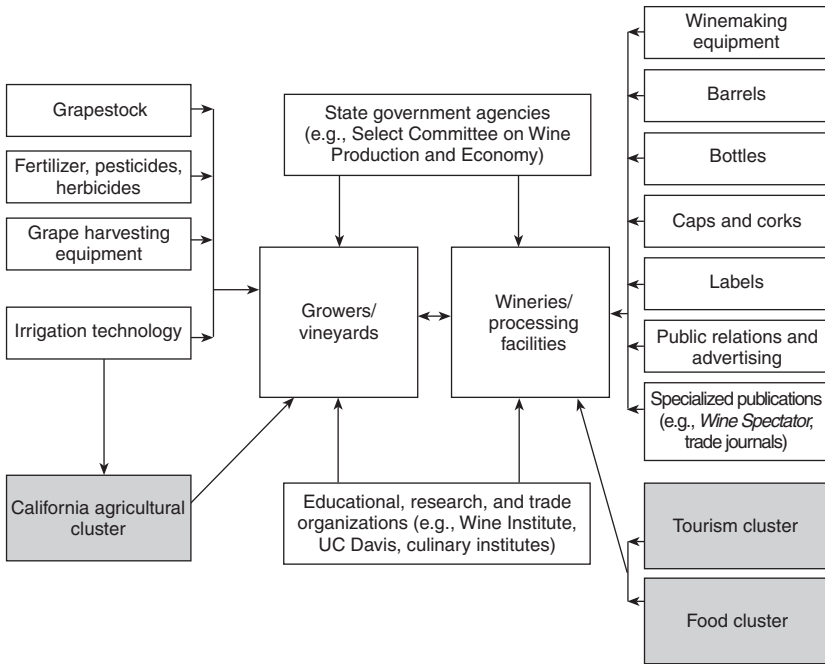 Grapestock
Fertilizer, pesticides,
herbicides
Grape harvesting
equipment
Irrigation technology
California agricultural
cluster
State government agencies
(e.g., Select Committee on Wine
Production and Economy)
Growers/
vineyards
Wineries/
processing
facilities
Educational, research, and trade
organizations (e.g., Wine Institute,
UC Davis, culinary institutes)
Winemaking
equipment
Barrels
Bottles
Caps and corks
Labels
Public relations and
advertising
Specialized publications
(e.g., Wine Spectator,
trade journals)
Tourism cluster
Food cluster